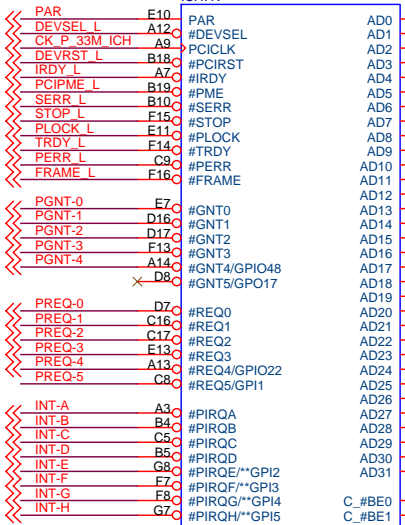 PAR E10 PAR AD0
DEVSEL_L A12 #DEVSEL AD1
CK_P_33M_ICH A9 PCICLK AD2
DEVRST_L B18 #PCIRST AD3
IRDY_L A7 #IRDY AD4
PCIPME_L B19 #PME AD5
SERR_L B10 #SERR AD6
STOP_L F15 #STOP AD7
PLOCK_L E11 #PLOCK AD8
TRDY_L F14 #TRDY AD9
PERR_L C9 #PERR AD10
FRAME_L F16 #FRAME AD11
AD12
PGNT-0 E7 #GNT0 AD13
PGNT-1 D16 #GNT1 AD14
PGNT-2 D17 #GNT2 AD15
PGNT-3 F13 #GNT3 AD16
PGNT-4 A14 #GNT4/GPIO48 AD17
D8 #GNT5/GPO17 AD18
AD19
PREQ-0 D7 #REQ0 AD20
PREQ-1 C16 #REQ1 AD21
PREQ-2 C17 #REQ2 AD22
PREQ-3 E13 #REQ3 AD23
PREQ-4 A13 #REQ4/GPIO22 AD24
PREQ-5 C8 #REQ5/GPI1 AD25
AD26
INT-A A3 #PIRQA AD27
INT-B B4 #PIRQB AD28
INT-C C5 #PIRQC AD29
INT-D B5 #PIRQD AD30
INT-E G8 #PIRQE/**GPI2 AD31
INT-F F7 #PIRQF/**GPI3
INT-G F8 #PIRQG/**GPI4 C_#BE0
INT-H G7 #PIRQH/**GPI5 C_#BE1